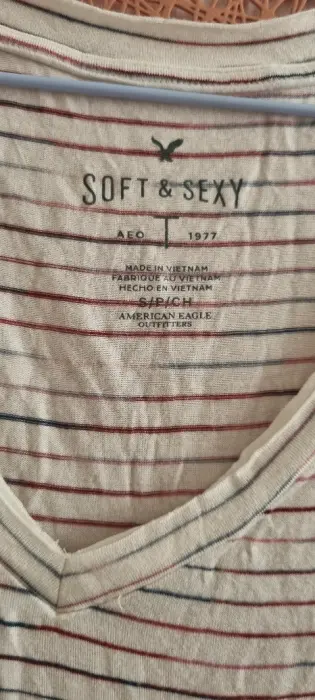 SOFT & SEXY
AEO T 1977
MADE IN VIETNAM
FABRIQUÉ AU VIETNAM
HECHO EN VIETNAM
S/P/CH
AMERICAN EAGLE
OUTFITTERS